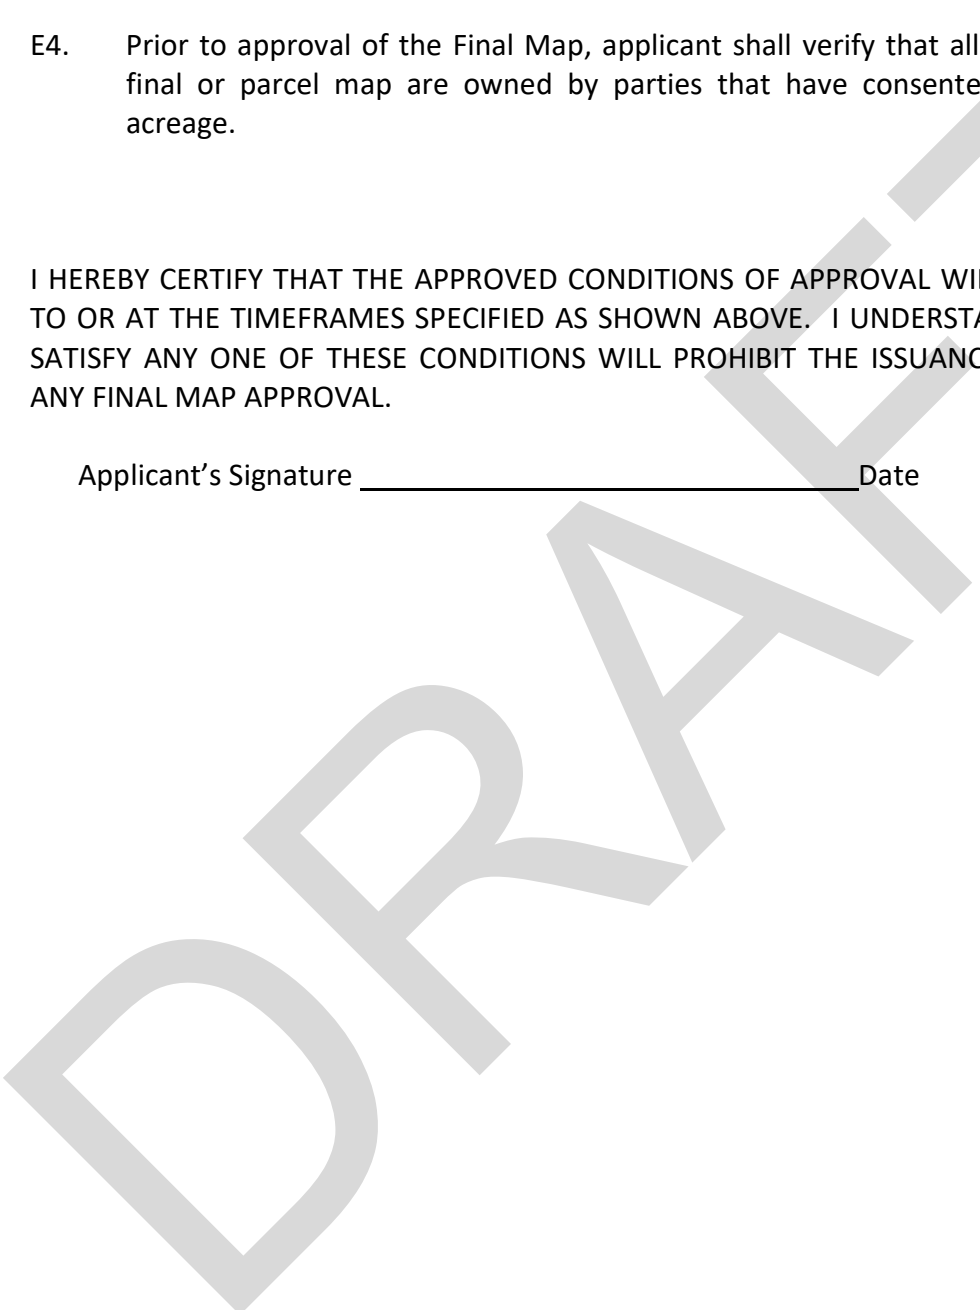 E4. Prior to approval of the Final Map, applicant shall verify that all
final or parcel map are owned by parties that have consente
acreage.
I HEREBY CERTIFY THAT THE APPROVED CONDITIONS OF APPROVAL WI
TO OR AT THE TIMEFRAMES SPECIFIED AS SHOWN ABOVE. I UNDERSTA
SATISFY ANY ONE OF THESE CONDITIONS WILL PROHIBIT THE ISSUANC
ANY FINAL MAP APPROVAL.
Applicant’s Signature Date
DRAFT